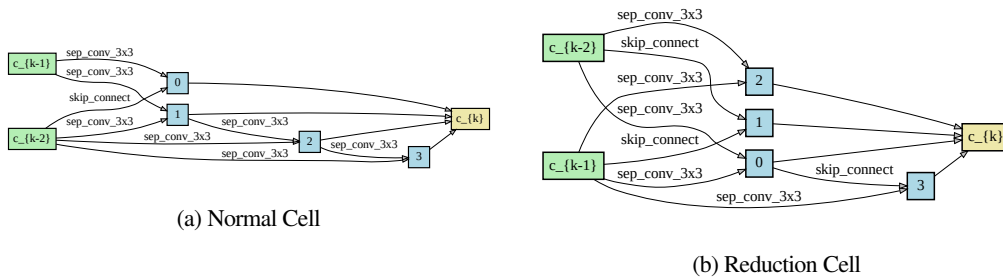 c_{k-1}
c_{k-2}
sep_conv_3x3
sep_conv_3x3
skip_connect
sep_conv_3x3
sep_conv_3x3
sep_conv_3x3
sep_conv_3x3
sep_conv_3x3
0
1
2
3
c_{k}
(a) Normal Cell
c_{k-2}
c_{k-1}
sep_conv_3x3
skip_connect
sep_conv_3x3
sep_conv_3x3
skip_connect
sep_conv_3x3
skip_connect
sep_conv_3x3
2
1
0
3
c_{k}
(b) Reduction Cell